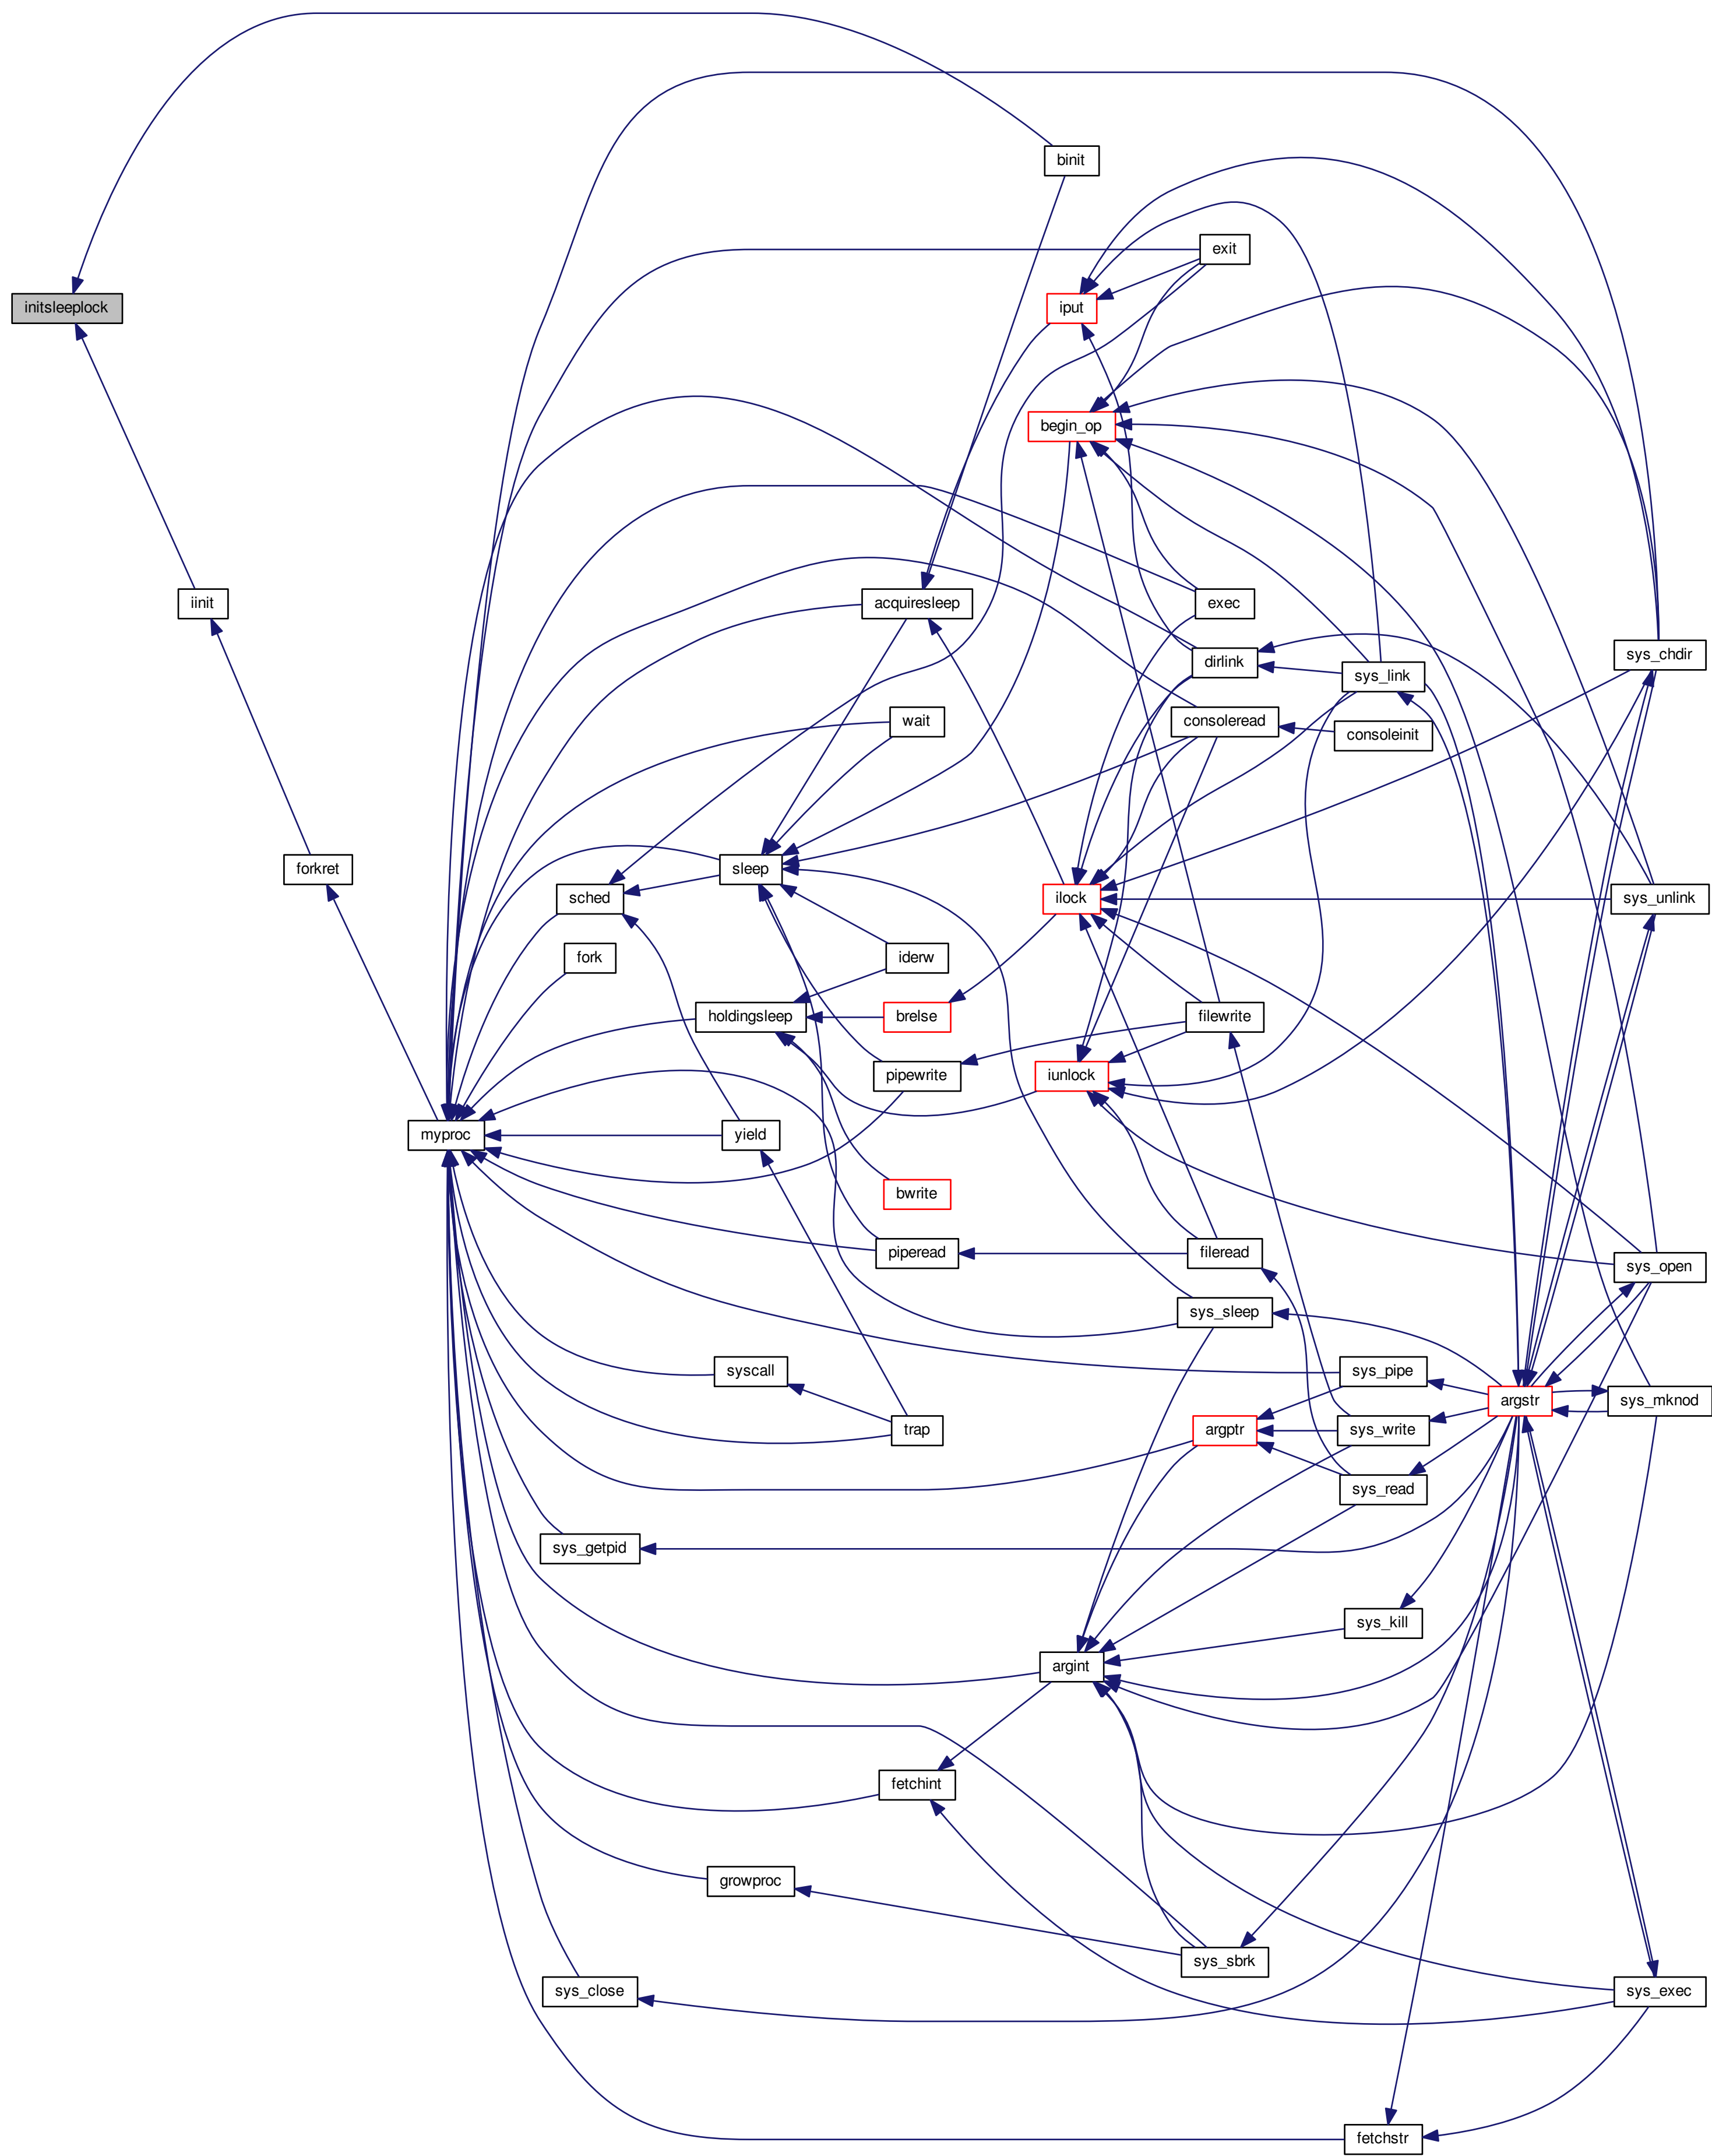 binit
exit
initsleeplock
iput
begin_op
iinit
acquiresleep
exec
sys_chdir
dirlink
sys_link
wait
consoleread
consoleinit
forkret
sleep
sched
ilock
sys_unlink
fork
iderw
holdingsleep
brelse
filewrite
pipewrite
iunlock
myproc
yield
bwrite
piperead
fileread
sys_open
sys_sleep
syscall
sys_pipe
argstr
sys_mknod
trap
argptr
sys_write
sys_read
sys_getpid
sys_kill
argint
fetchint
growproc
sys_sbrk
sys_close
sys_exec
fetchstr